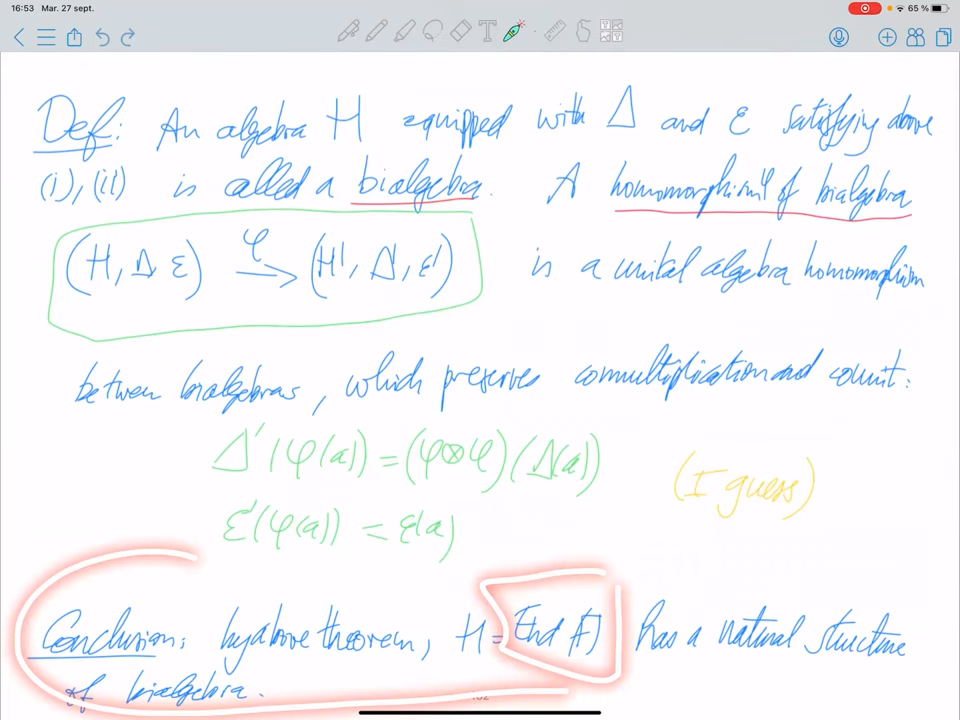 16:53 Mar. 27 sept. 65 %
Def: An algebra H equipped with Δ and ε satisfying above
(i), (ii) is called a bialgebra. A homomorphism of bialgebra
(H, Δ, ε) φ→ (H', Δ', ε') is a unital algebra homomorphism
between bialgebras, which preserves comultiplication and counit:
Δ'(φ(a)) = (φ⊗φ)(Δ(a))
(I guess)
ε'(φ(a)) = ε(a)
Conclusion: by above theorem, H = End F) has a natural structure
of bialgebra.